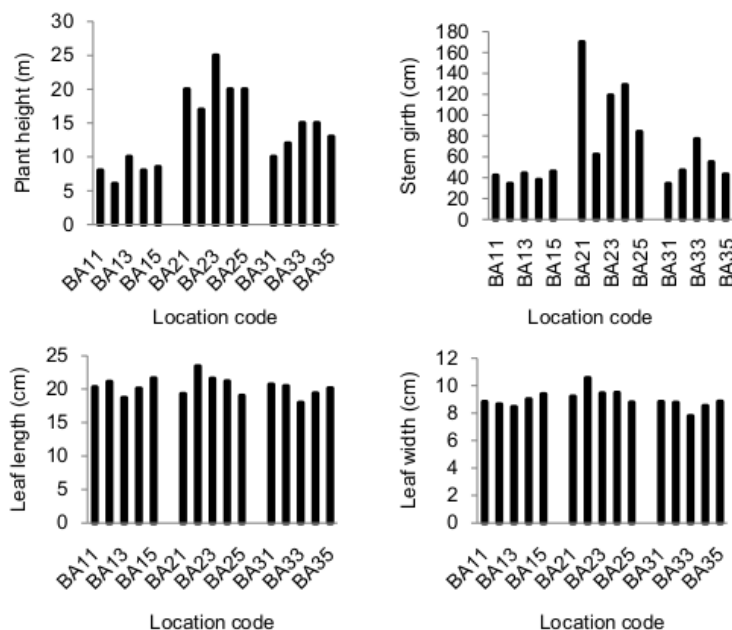 Plant height (m)
30
25
20
15
10
5
0
BA11
BA13
BA15
BA21
BA23
BA25
BA31
BA33
BA35
Location code
Stem girth (cm)
180
160
140
120
100
80
60
40
20
0
BA11
BA13
BA15
BA21
BA23
BA25
BA31
BA33
BA35
Location code
Leaf length (cm)
25
20
15
10
5
0
BA11
BA13
BA15
BA21
BA23
BA25
BA31
BA33
BA35
Location code
Leaf width (cm)
12
10
8
6
4
2
0
BA11
BA13
BA15
BA21
BA23
BA25
BA31
BA33
BA35
Location code